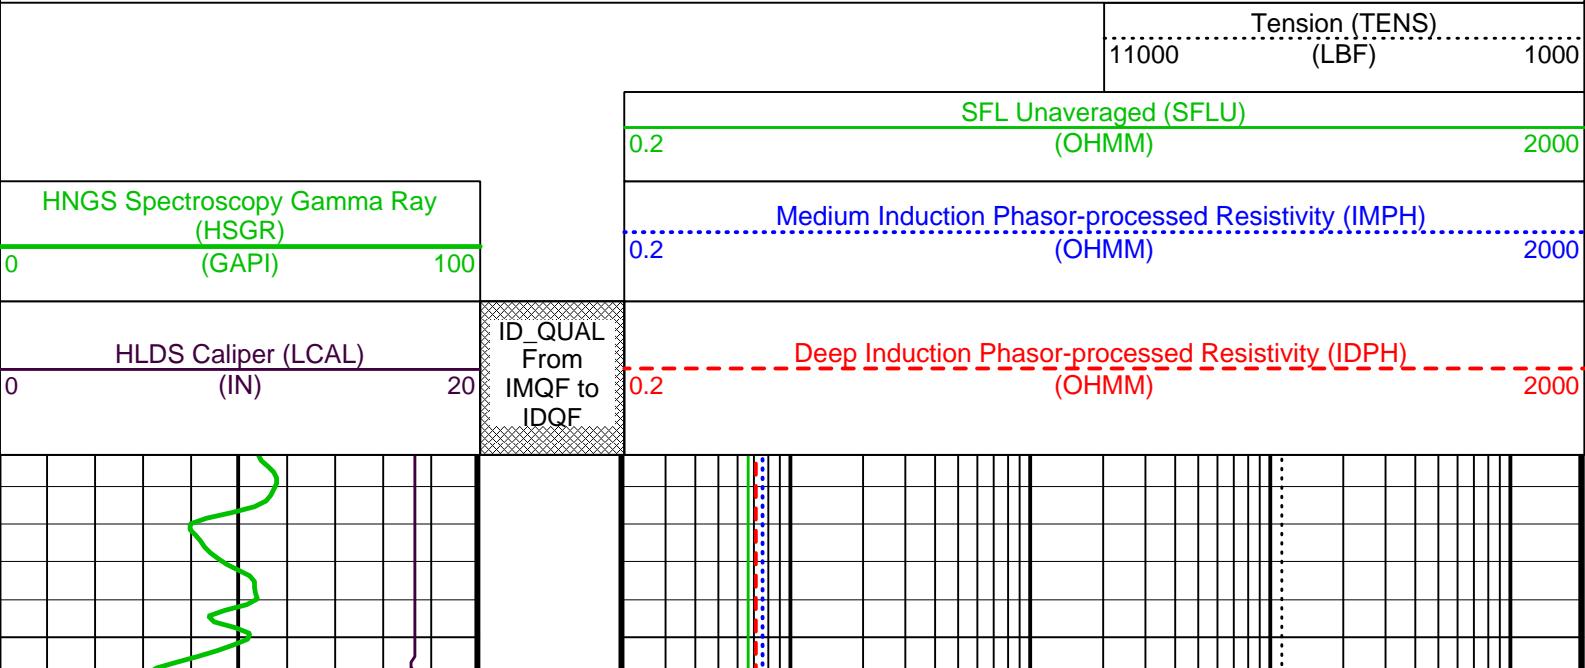 Tension (TENS)
11000 (LBF) 1000
SFL Unaveraged (SFLU)
0.2 (OHMM) 2000
HNGS Spectroscopy Gamma Ray
(HSGR)
0 (GAPI) 100
Medium Induction Phasor-processed Resistivity (IMPH)
0.2 (OHMM) 2000
HLDS Caliper (LCAL)
0 (IN) 20
ID_QUAL
From
IMQF to
IDQF
Deep Induction Phasor-processed Resistivity (IDPH)
0.2 (OHMM) 2000